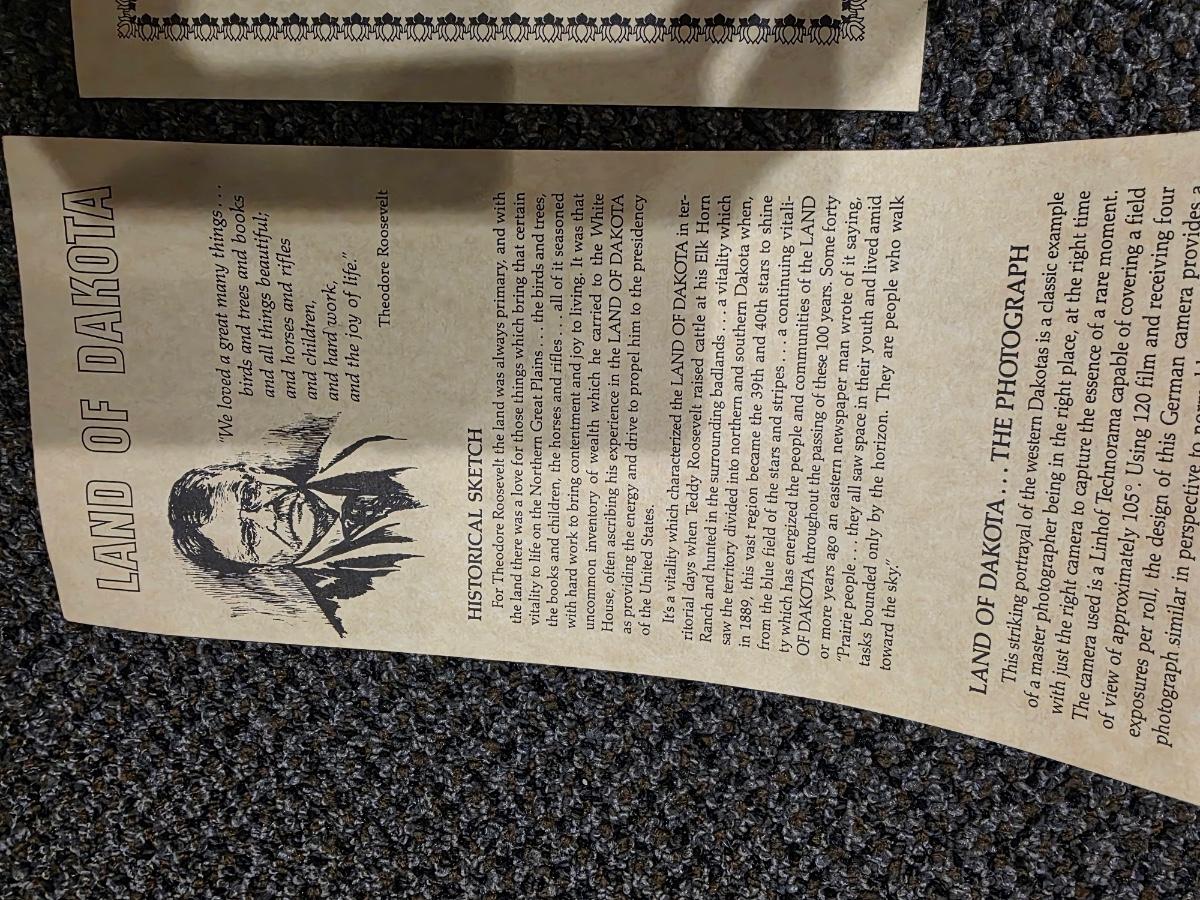 LAND OF DAKOTA
"We loved a great many things...
birds and trees and books
and all things beautiful;
and horses and rifles
and children,
and hard work,
and the joy of life."
Theodore Roosevelt
HISTORICAL SKETCH
For Theodore Roosevelt the land was always primary, and with
the land there was a love for those things which bring that certain
vitality to life on the Northern Great Plains... the birds and trees,
the books and children, the horses and rifles... all of it seasoned
with hard work to bring contentment and joy to living. It was that
uncommon inventory of wealth which he carried to the White
House, often ascribing his experience in the LAND OF DAKOTA
as providing the energy and drive to propel him to the presidency
of the United States.
It's a vitality which characterized the LAND OF DAKOTA in ter-
ritorial days when Teddy Roosevelt raised cattle at his Elk Horn
Ranch and hunted in the surrounding badlands... a vitality which
saw the territory divided into northern and southern Dakota when,
in 1889, this vast region became the 39th and 40th stars to shine
from the blue field of the stars and stripes... a continuing vitali-
ty which has energized the people and communities of the LAND
OF DAKOTA throughout the passing of these 100 years. Some forty
or more years ago an eastern newspaper man wrote of it saying,
"Prairie people... they all saw space in their youth and lived amid
tasks bounded only by the horizon. They are people who walk
toward the sky."
LAND OF DAKOTA... THE PHOTOGRAPH
This striking portrayal of the western Dakotas is a classic example
of a master photographer being in the right place, at the right time
with just the right camera to capture the essence of a rare moment.
The camera used is a Linhof Technorama capable of covering a field
of view of approximately 105°. Using 120 film and receiving four
exposures per roll, the design of this German camera provides a
photograph similar in perspective to